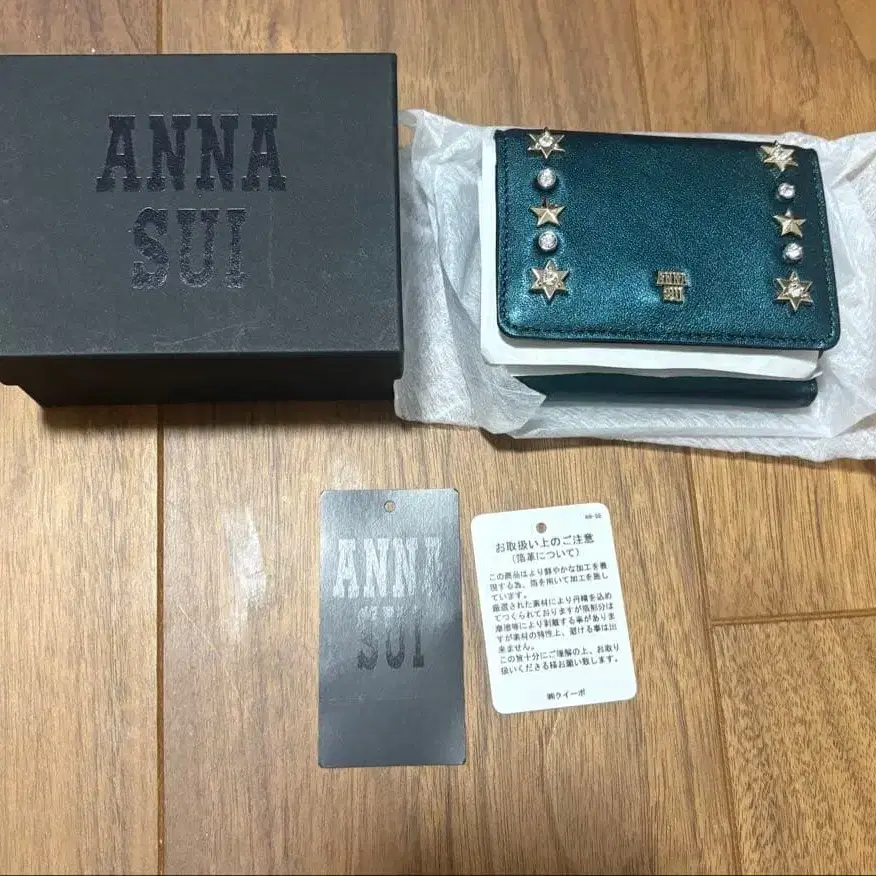 ANNA
SUI
ANNA
SUI
ANNA
SUI
お取扱い上のご注意
(箔革について)
この商品はより鮮やかな加工を表
現する為、箔を用いて加工を施し
ています。
厳選された素材により丹精を込め
てつくられておりますが箔部分は
摩擦等により剥離する事がありま
すが素材の特性上、避ける事は出
来ません。
この旨十分にご理解の上、お取り
扱いくださる様お願い致します。
㈱ウイーボ